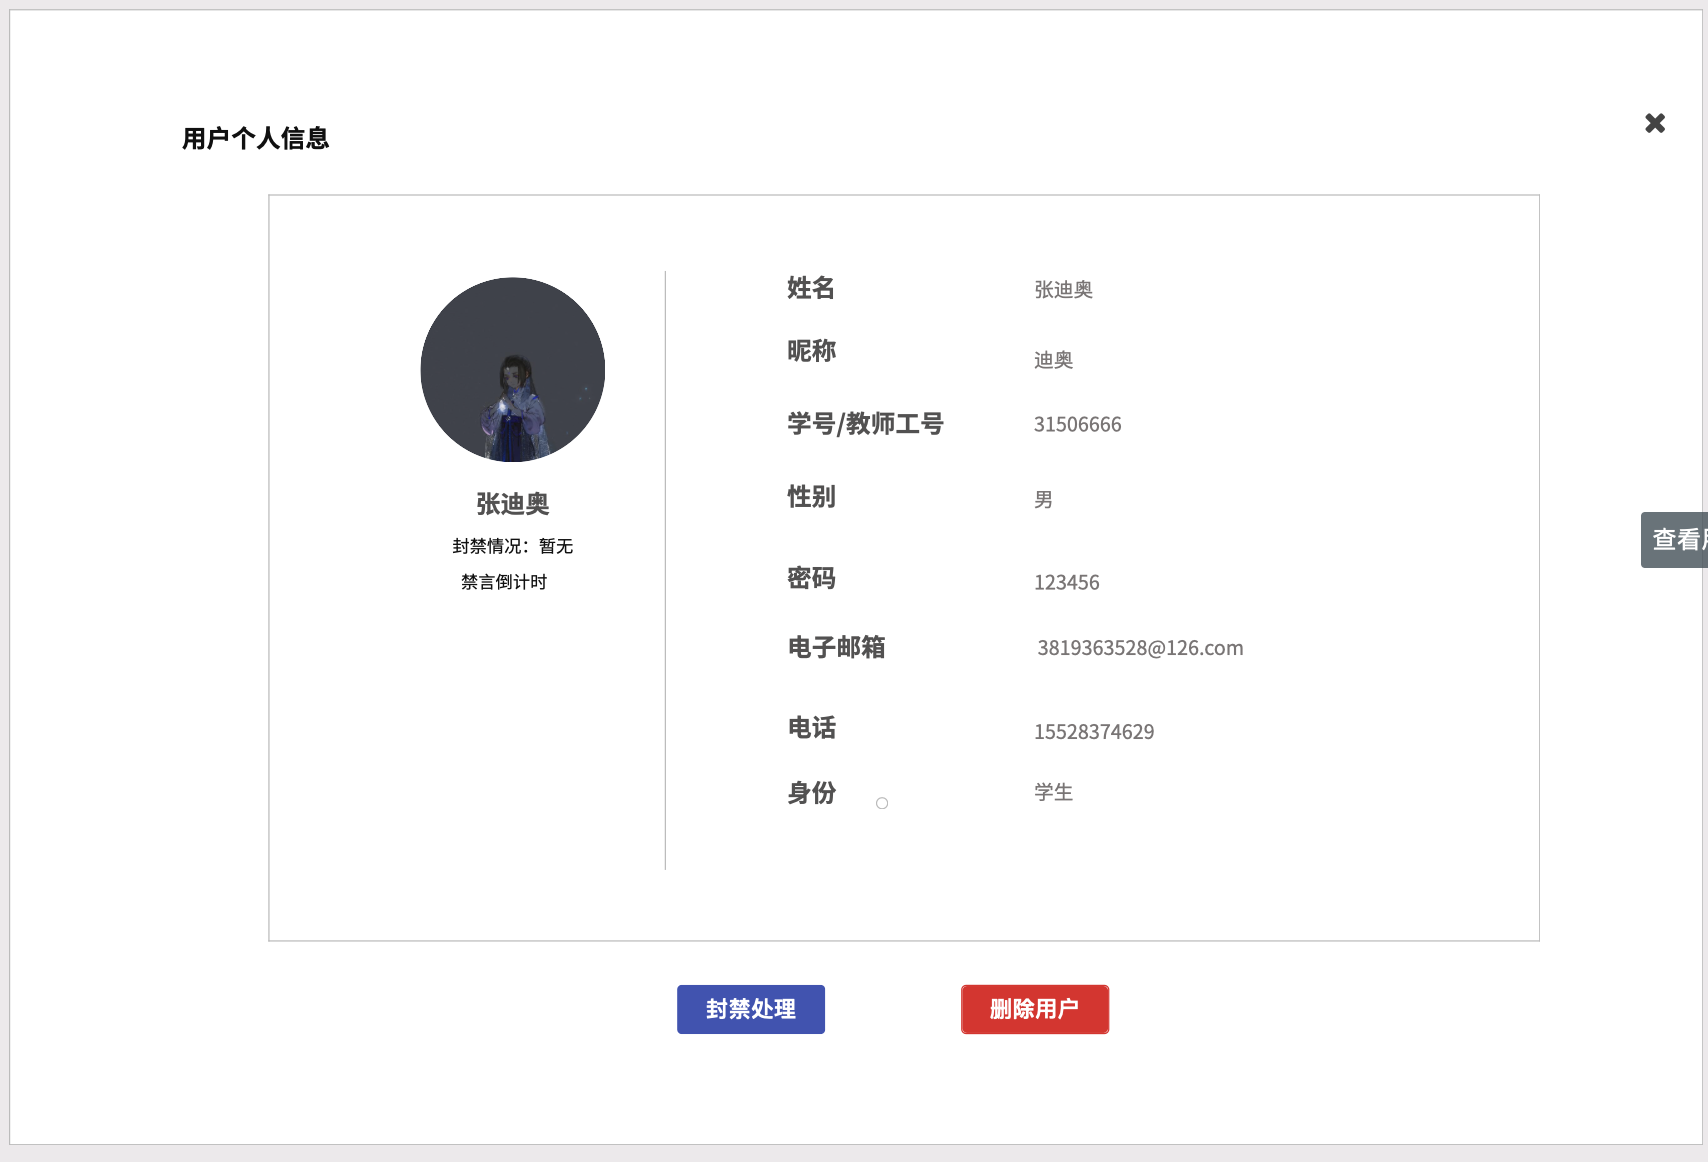 用户个人信息
张迪奥
封禁情况：暂无
禁言倒计时
姓名 张迪奥
昵称 迪奥
学号/教师工号 31506666
性别 男
密码 123456
电子邮箱 3819363528@126.com
电话 15528374629
身份 学生
查看
封禁处理 删除用户